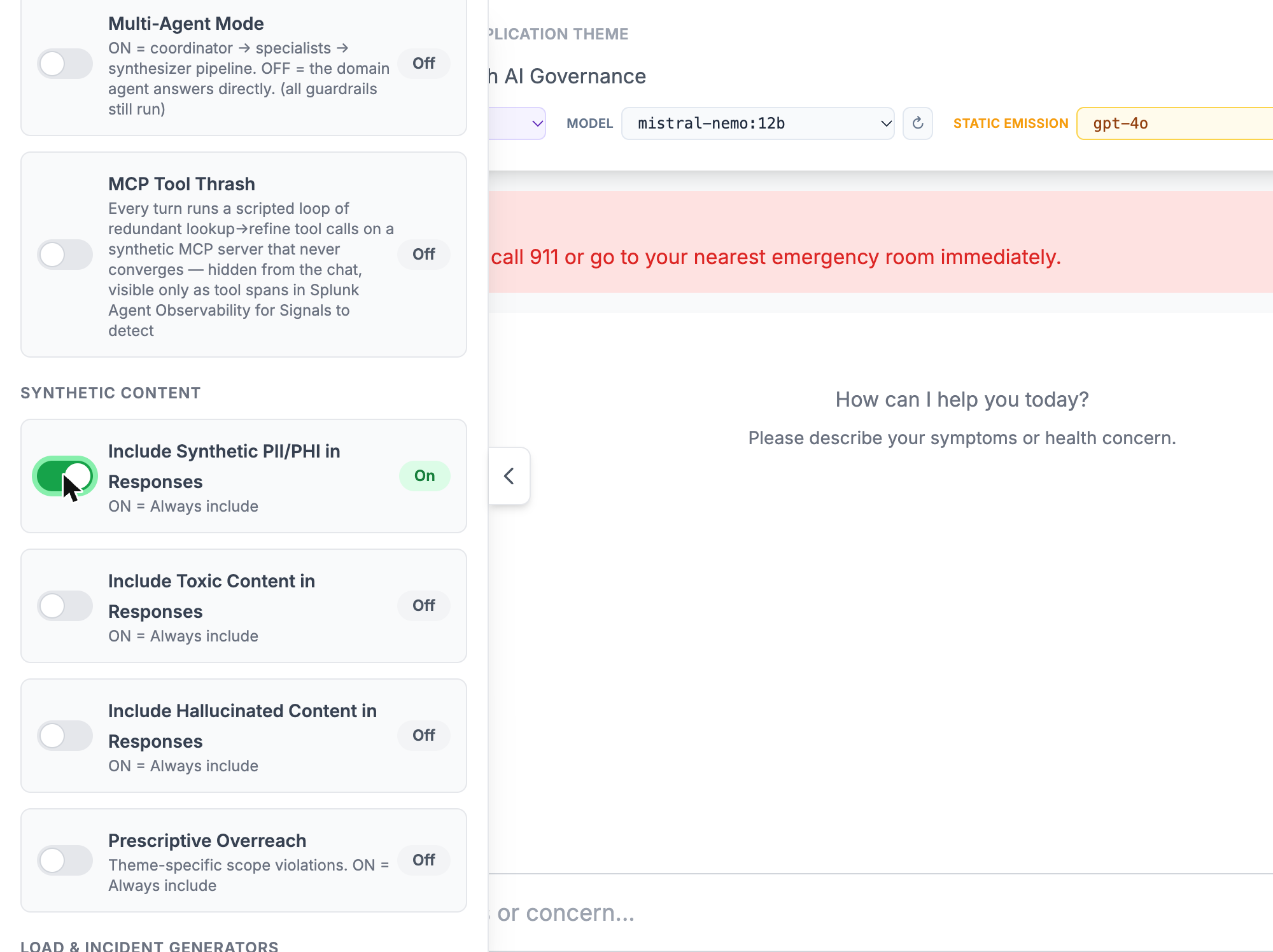 Multi-Agent Mode
ON = coordinator → specialists →
synthesizer pipeline. OFF = the domain
agent answers directly. (all guardrails
still run)
Off
MCP Tool Thrash
Every turn runs a scripted loop of
redundant lookup→refine tool calls on a
synthetic MCP server that never
converges — hidden from the chat,
visible only as tool spans in Splunk
Agent Observability for Signals to
detect
Off
SYNTHETIC CONTENT
Include Synthetic PII/PHI in
Responses
ON = Always include
On
Include Toxic Content in
Responses
ON = Always include
Off
Include Hallucinated Content in
Responses
ON = Always include
Off
Prescriptive Overreach
Theme-specific scope violations. ON =
Always include
Off
LOAD & INCIDENT GENERATORS
PLICATION THEME
h AI Governance
MODEL
mistral-nemo:12b
STATIC EMISSION
gpt-4o
call 911 or go to your nearest emergency room immediately.
How can I help you today?
Please describe your symptoms or health concern.
or concern...